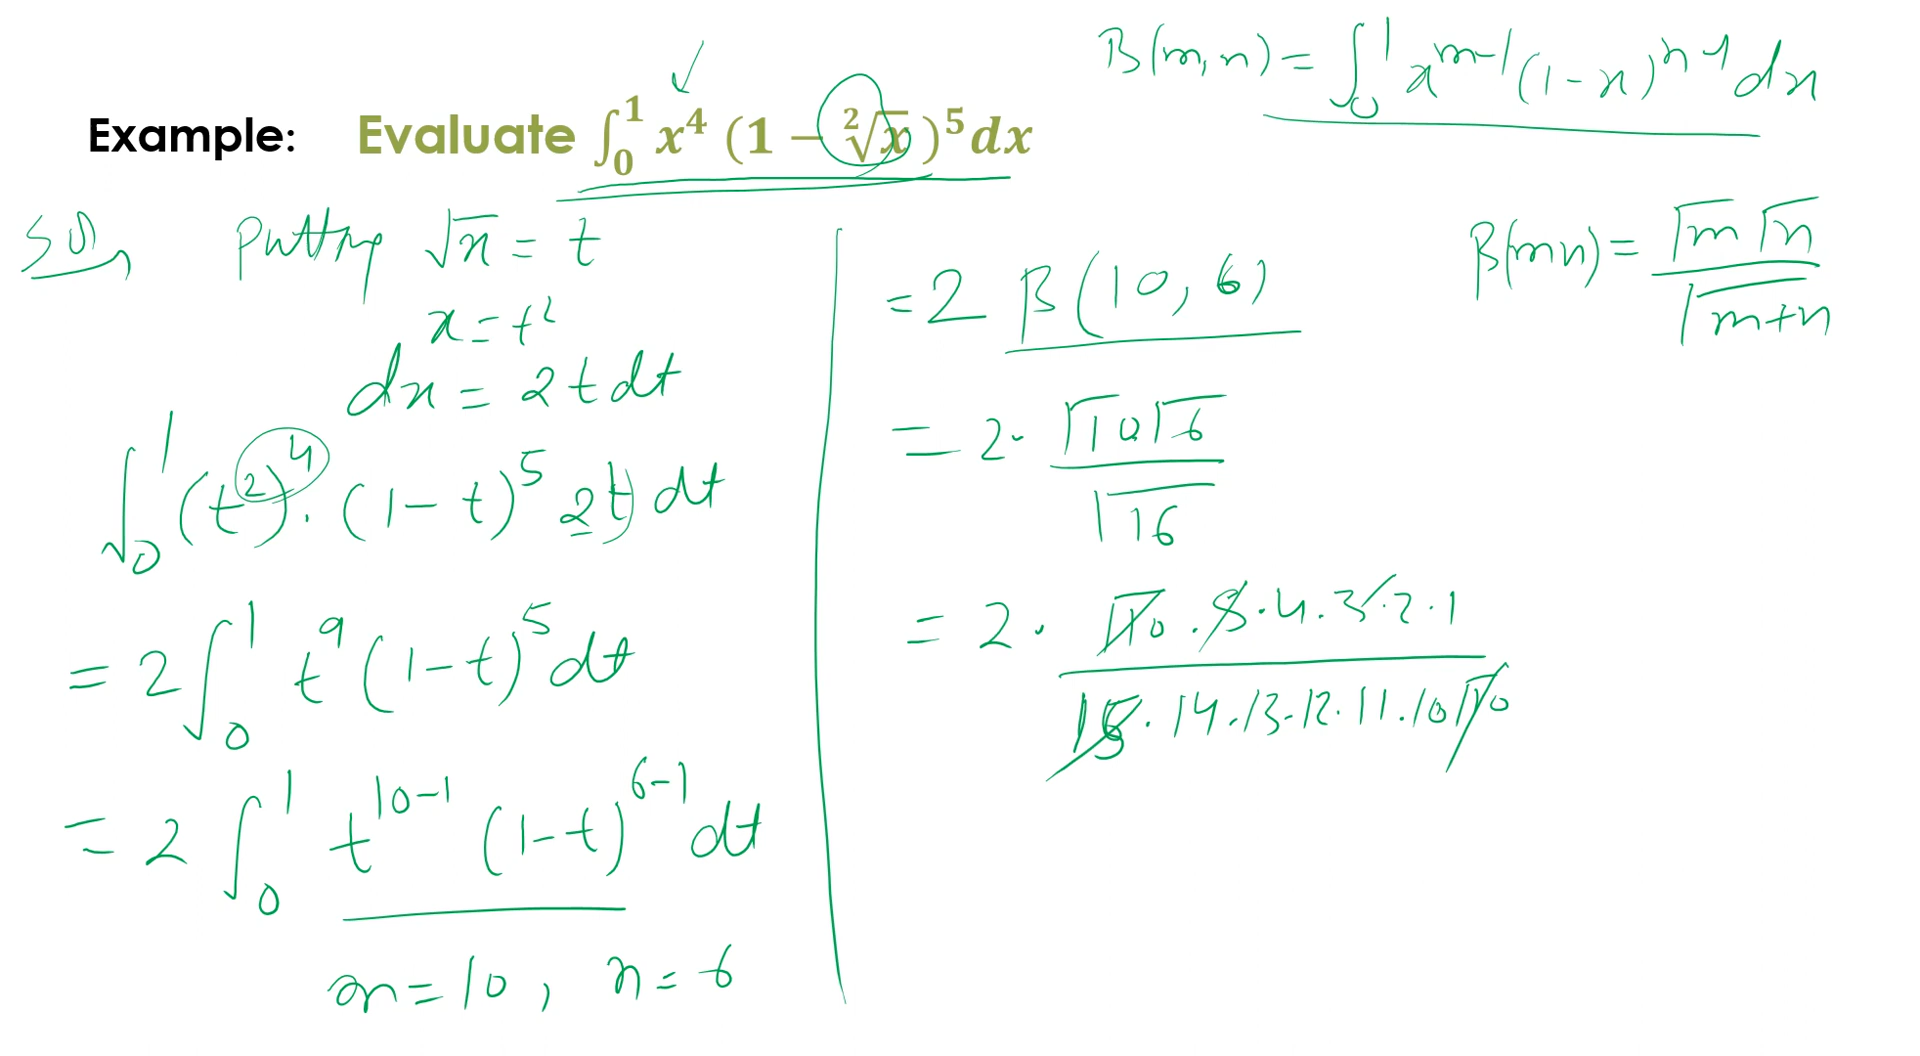 B(m,n) = ∫₀¹ x^(m-1) (1-x)^(n-1) dx
Example: Evaluate ∫₀¹ x⁴ (1 − ²√x )⁵ dx
Soln Putting √x = t
x = t²
dx = 2t dt
∫₀¹ (t²)⁴. (1-t)⁵ 2t) dt
= 2 ∫₀¹ t⁹ (1-t)⁵ dt
= 2 ∫₀¹ t^(10-1) (1-t)^(6-1) dt
m = 10, n = 6
= 2 B(10, 6)
= 2. Γ10 Γ6 / Γ16
= 2. Γ10 . 5.4.3.2.1 / 15.14.13.12.11.10 Γ10
B(mn) = Γm Γn / Γm+n